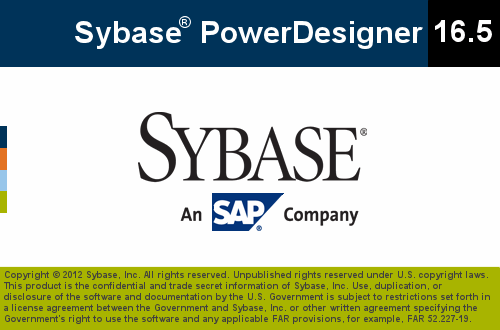 Sybase® PowerDesigner 16.5
SYBASE®
An SAP® Company
Copyright © 2012 Sybase, Inc. All rights reserved. Unpublished rights reserved under U.S. copyright laws.
This product is the confidential and trade secret information of Sybase, Inc. Use, duplication, or
disclosure of the software and documentation by the U.S. Government is subject to restrictions set forth in
a license agreement between the Government and Sybase, Inc. or other written agreement specifying the
Government's right to use the software and any applicable FAR provisions, for example, FAR 52.227-19.